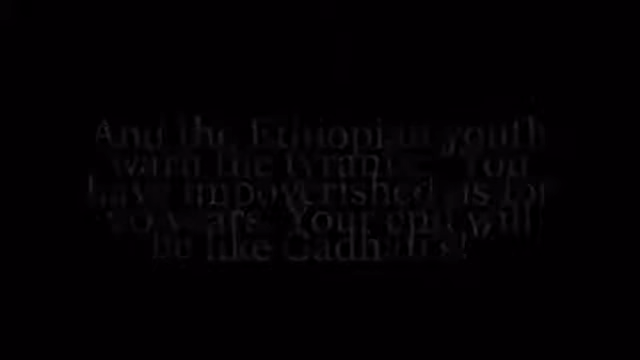 And the Ethiopian youth
warn the tyrant: "You
have impoverished us for
20 years. Your end will
be like Gadhafi's!